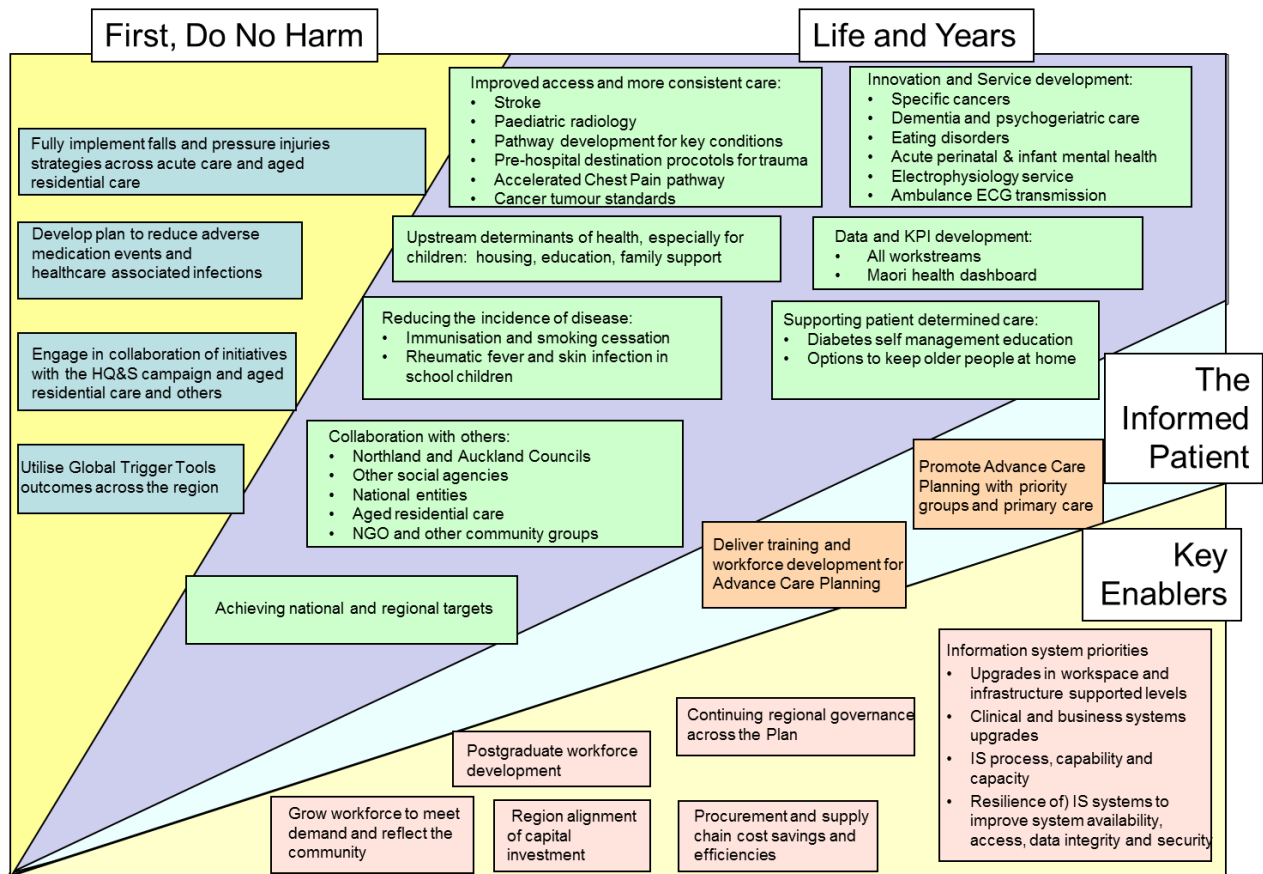 First, Do No Harm
Life and Years
Fully implement falls and pressure injuries
strategies across acute care and aged
residential care
Develop plan to reduce adverse
medication events and
healthcare associated infections
Engage in collaboration of initiatives
with the HQ&S campaign and aged
residential care and others
Utilise Global Trigger Tools
outcomes across the region
Improved access and more consistent care:
• Stroke
• Paediatric radiology
• Pathway development for key conditions
• Pre-hospital destination procotols for trauma
• Accelerated Chest Pain pathway
• Cancer tumour standards
Innovation and Service development:
• Specific cancers
• Dementia and psychogeriatric care
• Eating disorders
• Acute perinatal & infant mental health
• Electrophysiology service
• Ambulance ECG transmission
Upstream determinants of health, especially for
children: housing, education, family support
Data and KPI development:
• All workstreams
• Maori health dashboard
Reducing the incidence of disease:
• Immunisation and smoking cessation
• Rheumatic fever and skin infection in
school children
Supporting patient determined care:
• Diabetes self management education
• Options to keep older people at home
Collaboration with others:
• Northland and Auckland Councils
• Other social agencies
• National entities
• Aged residential care
• NGO and other community groups
Achieving national and regional targets
The
Informed
Patient
Promote Advance Care
Planning with priority
groups and primary care
Deliver training and
workforce development for
Advance Care Planning
Key
Enablers
Information system priorities
• Upgrades in workspace and
infrastructure supported levels
• Clinical and business systems
upgrades
• IS process, capability and
capacity
• Resilience of) IS systems to
improve system availability,
access, data integrity and security
Continuing regional governance
across the Plan
Postgraduate workforce
development
Grow workforce to meet
demand and reflect the
community
Region alignment
of capital
investment
Procurement and supply
chain cost savings and
efficiencies